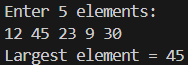 Enter 5 elements:
12 45 23 9 30
Largest element = 45